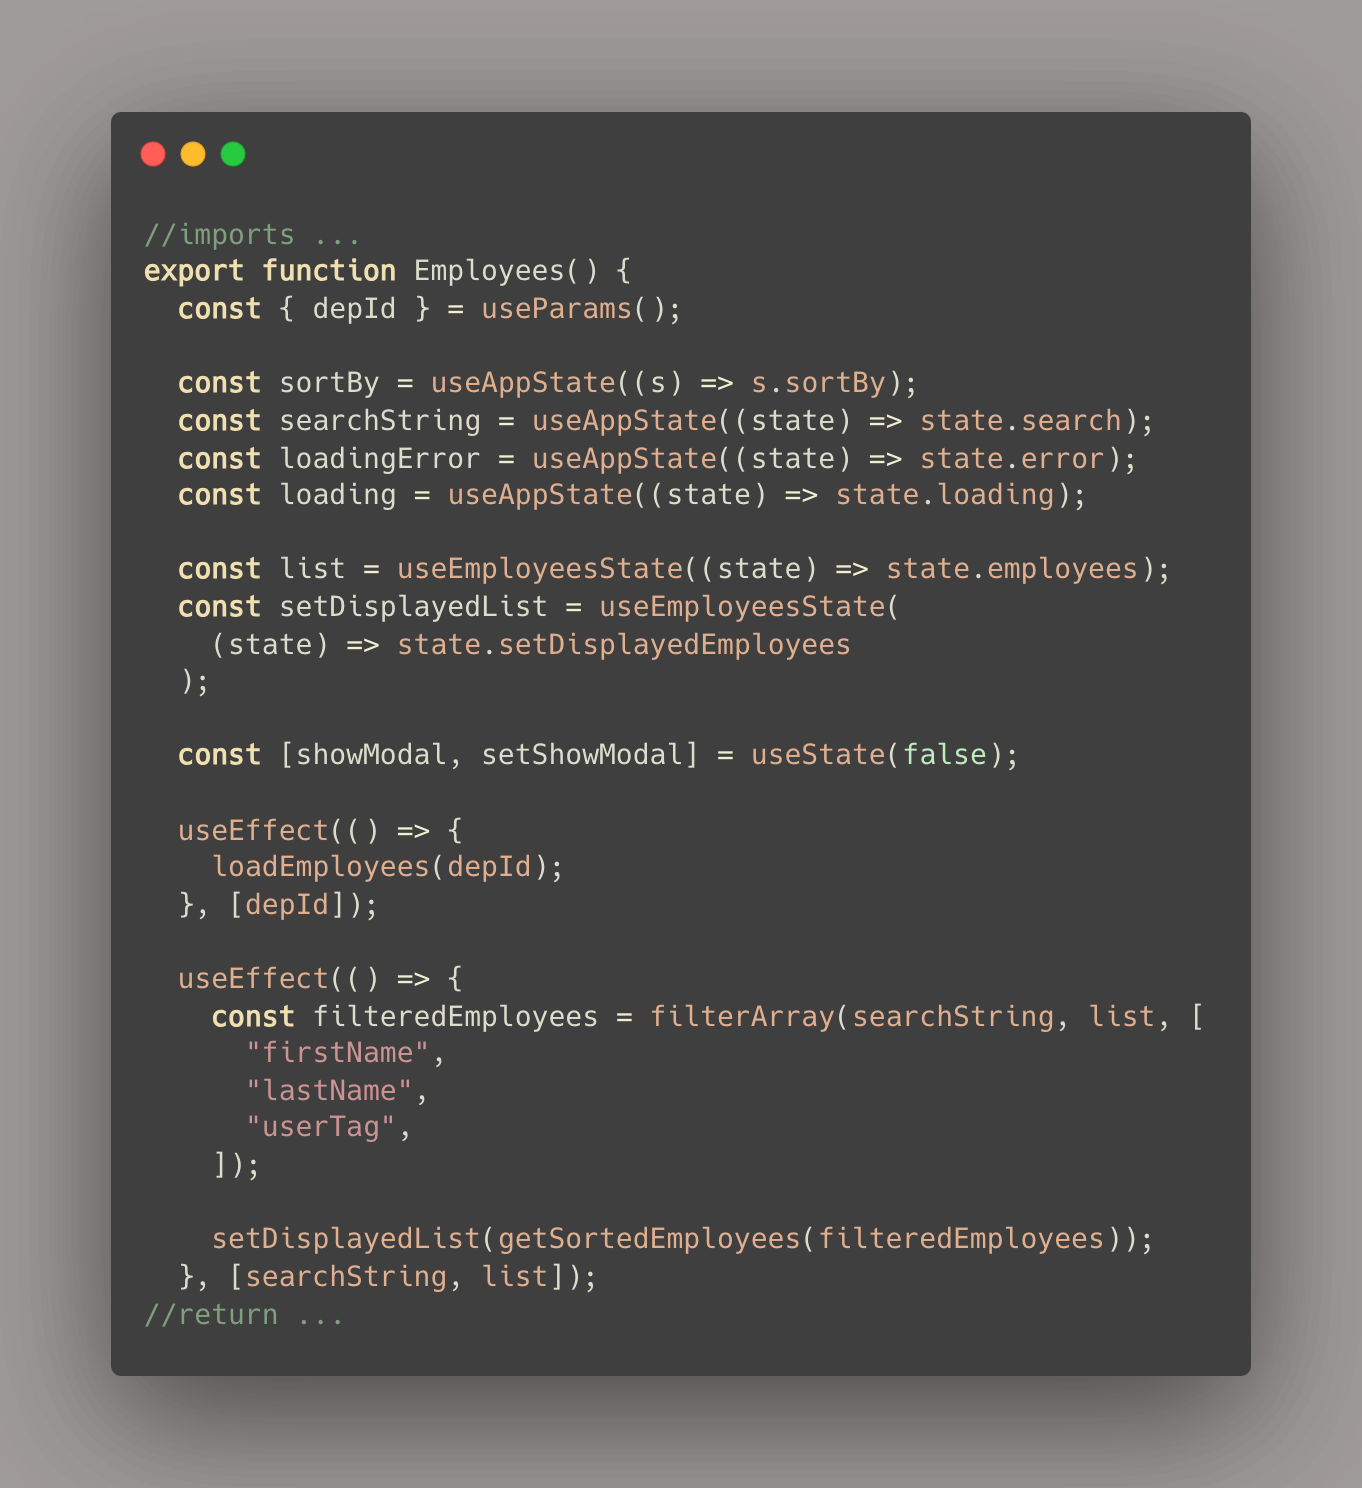 //imports ...
export function Employees() {
  const { depId } = useParams();

  const sortBy = useAppState((s) => s.sortBy);
  const searchString = useAppState((state) => state.search);
  const loadingError = useAppState((state) => state.error);
  const loading = useAppState((state) => state.loading);

  const list = useEmployeesState((state) => state.employees);
  const setDisplayedList = useEmployeesState(
    (state) => state.setDisplayedEmployees
  );

  const [showModal, setShowModal] = useState(false);

  useEffect(() => {
    loadEmployees(depId);
  }, [depId]);

  useEffect(() => {
    const filteredEmployees = filterArray(searchString, list, [
      "firstName",
      "lastName",
      "userTag",
    ]);

    setDisplayedList(getSortedEmployees(filteredEmployees));
  }, [searchString, list]);
//return ...